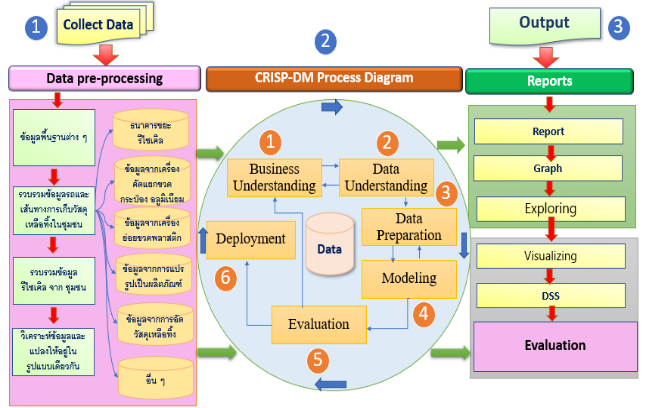 1
Collect Data
2
Output
3
Data pre-processing
CRISP-DM Process Diagram
Reports
ข้อมูลพื้นฐานต่าง ๆ
รวบรวมข้อมูลรถและ
เส้นทางการเก็บวัสดุ
เหลือทิ้งในชุมชน
รวบรวมข้อมูล
รีไซเคิล จาก ชุมชน
วิเคราะห์ข้อมูลและ
แปลงให้อยู่ใน
รูปแบบเดียวกัน
ธนาคารขยะ
รีไซเคิล
ข้อมูลจากเครื่อง
คัดแยกขวด
กระป๋อง อลูมิเนียม
ข้อมูลจากเครื่อง
ย่อยขวดพลาสติก
ข้อมูลจากการแปร
รูปเป็นผลิตภัณฑ์
ข้อมูลจากการอัด
วัสดุเหลือทิ้ง
อื่น ๆ
1
Business
Understanding
2
Data
Understanding
3
Data
Preparation
Modeling
4
Evaluation
5
Deployment
6
Data
Report
Graph
Exploring
Visualizing
DSS
Evaluation